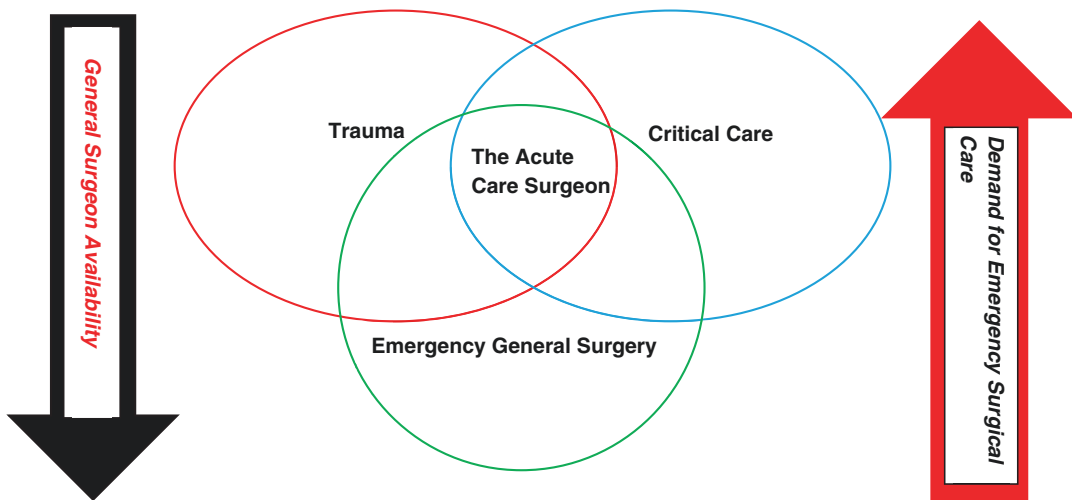 General Surgeon Availability
Trauma
Critical Care
The Acute
Care Surgeon
Emergency General Surgery
Demand for Emergency Surgical
Care